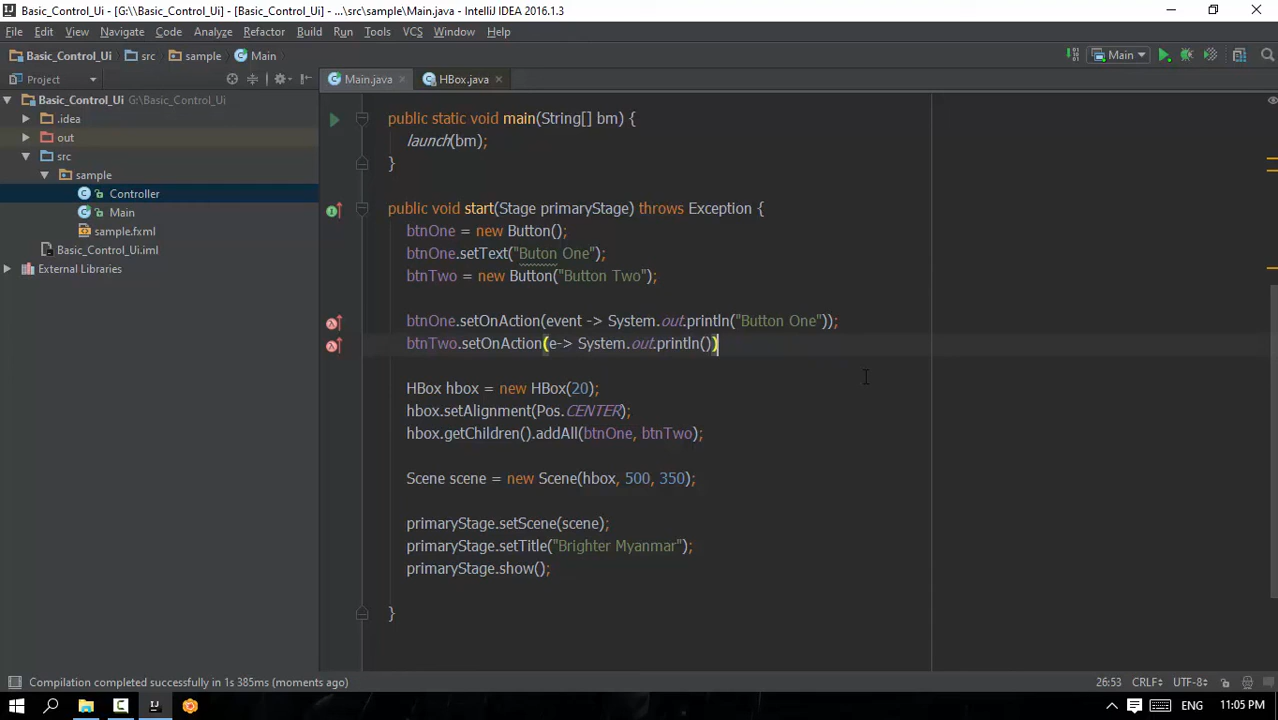 Basic_Control_Ui - [G:\\Basic_Control_Ui] - [Basic_Control_Ui] - ...\src\sample\Main.java - IntelliJ IDEA 2016.1.3
File Edit View Navigate Code Analyze Refactor Build Run Tools VCS Window Help
Basic_Control_Ui src sample Main Main
Project Main.java HBox.java
Basic_Control_Ui G:\Basic_Control_Ui
.idea
out
src
sample
Controller
Main
sample.fxml
Basic_Control_Ui.iml
External Libraries
public static void main(String[] bm) {
launch(bm);
}
public void start(Stage primaryStage) throws Exception {
btnOne = new Button();
btnOne.setText("Buton One");
btnTwo = new Button("Button Two");
btnOne.setOnAction(event -> System.out.println("Button One"));
btnTwo.setOnAction(e-> System.out.println())
HBox hbox = new HBox(20);
hbox.setAlignment(Pos.CENTER);
hbox.getChildren().addAll(btnOne, btnTwo);
Scene scene = new Scene(hbox, 500, 350);
primaryStage.setScene(scene);
primaryStage.setTitle("Brighter Myanmar");
primaryStage.show();
}
Compilation completed successfully in 1s 385ms (moments ago) 26:53 CRLF UTF-8
ENG 11:05 PM